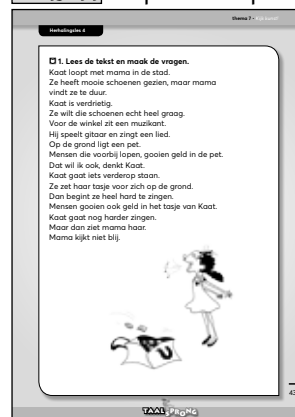 thema 7 • Kijk kunst!
Herhalingsles 4
1. Lees de tekst en maak de vragen.
Kaat loopt met mama in de stad.
Ze heeft mooie schoenen gezien, maar mama
vindt ze te duur.
Kaat is verdrietig.
Ze wilt die schoenen echt heel graag.
Voor de winkel zit een muzikant.
Hij speelt gitaar en zingt een lied.
Op de grond ligt een pet.
Mensen die voorbij lopen, gooien geld in de pet.
Dat wil ik ook, denkt Kaat.
Kaat gaat iets verderop staan.
Ze zet haar tasje voor zich op de grond.
Dan begint ze heel hard te zingen.
Mensen gooien ook geld in het tasje van Kaat.
Kaat gaat nog harder zingen.
Maar dan ziet mama haar.
Mama kijkt niet blij.
43
TAALSPRONG